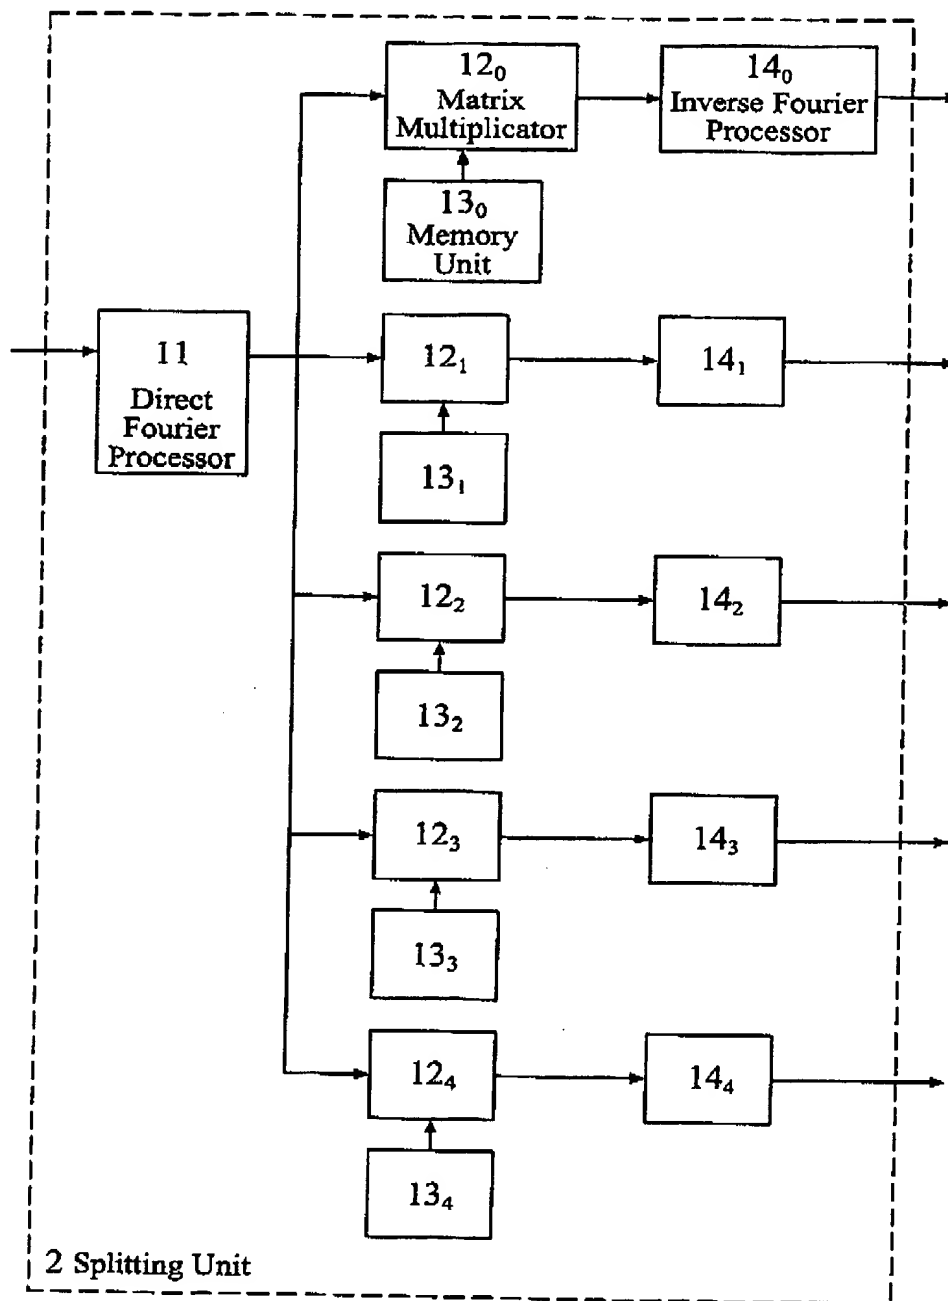 12₀
Matrix
Multiplicator
14₀
Inverse Fourier
Processor
13₀
Memory
Unit
11
Direct
Fourier
Processor
12₁
14₁
13₁
12₂
14₂
13₂
12₃
14₃
13₃
12₄
14₄
13₄
2 Splitting Unit